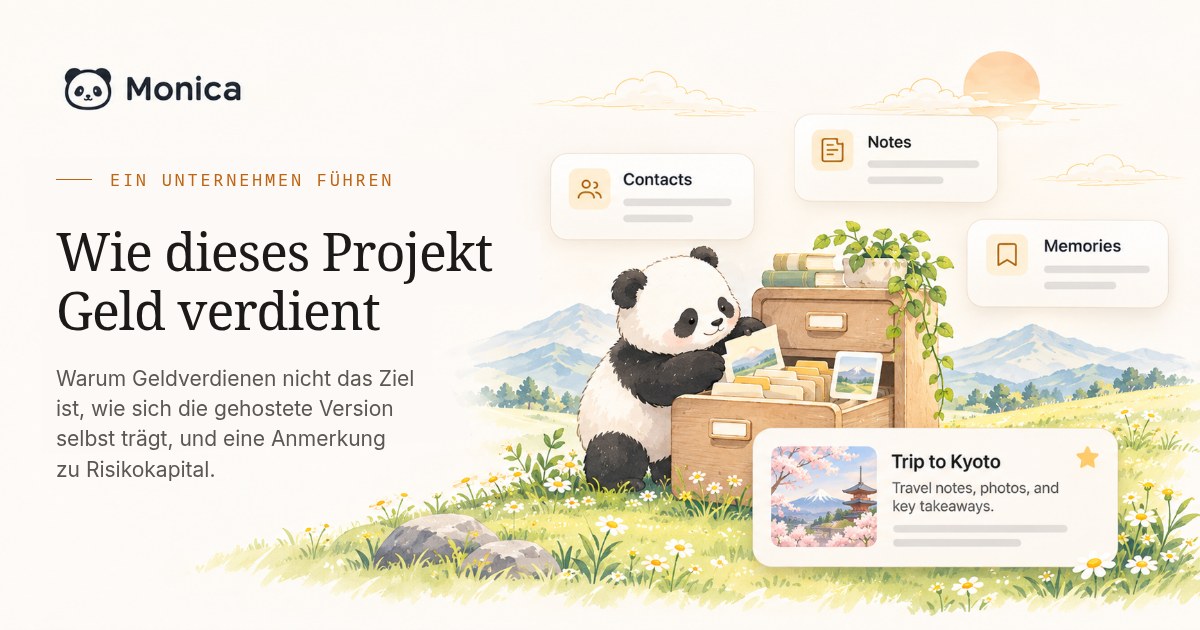 Monica
EIN UNTERNEHMEN FÜHREN
Wie dieses Projekt
Geld verdient
Warum Geldverdienen nicht das Ziel
ist, wie sich die gehostete Version
selbst trägt, und eine Anmerkung
zu Risikokapital.
Contacts
Notes
Memories
Trip to Kyoto
Travel notes, photos, and
key takeaways.